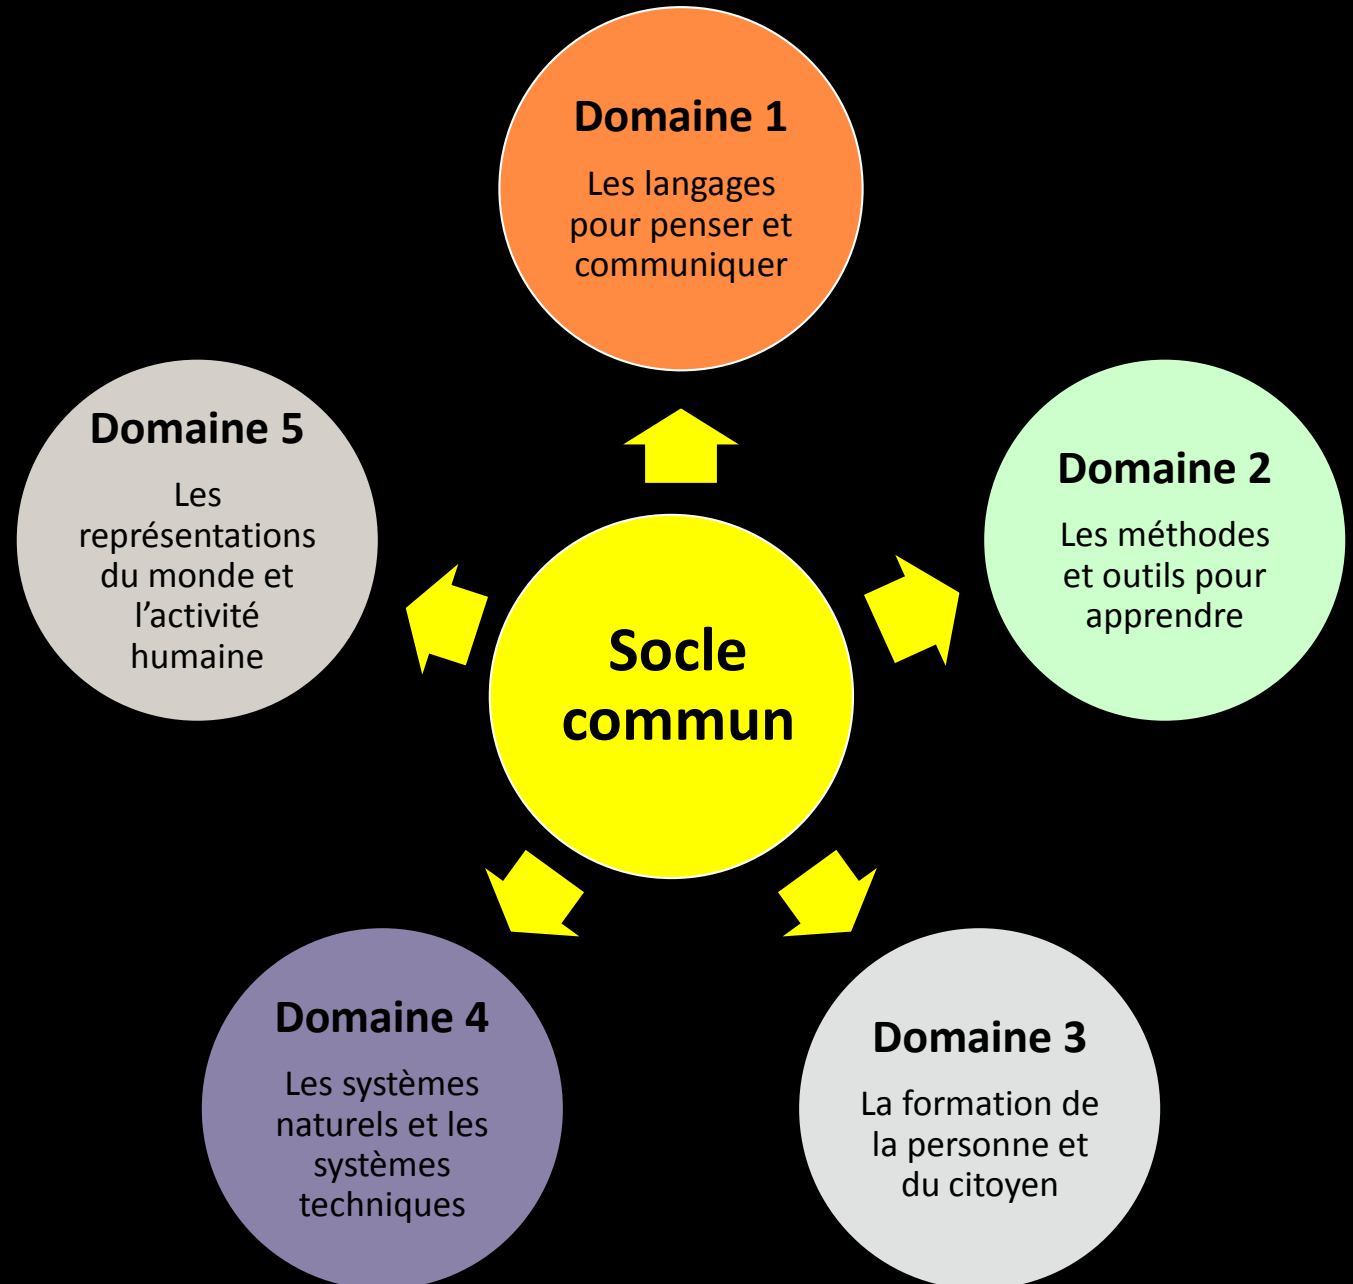 Domaine 1
Les langages
pour penser et
communiquer
Domaine 2
Les méthodes
et outils pour
apprendre
Domaine 3
La formation de
la personne et
du citoyen
Domaine 4
Les systèmes
naturels et les
systèmes
techniques
Domaine 5
Les
représentations
du monde et
l’activité
humaine
Socle
commun